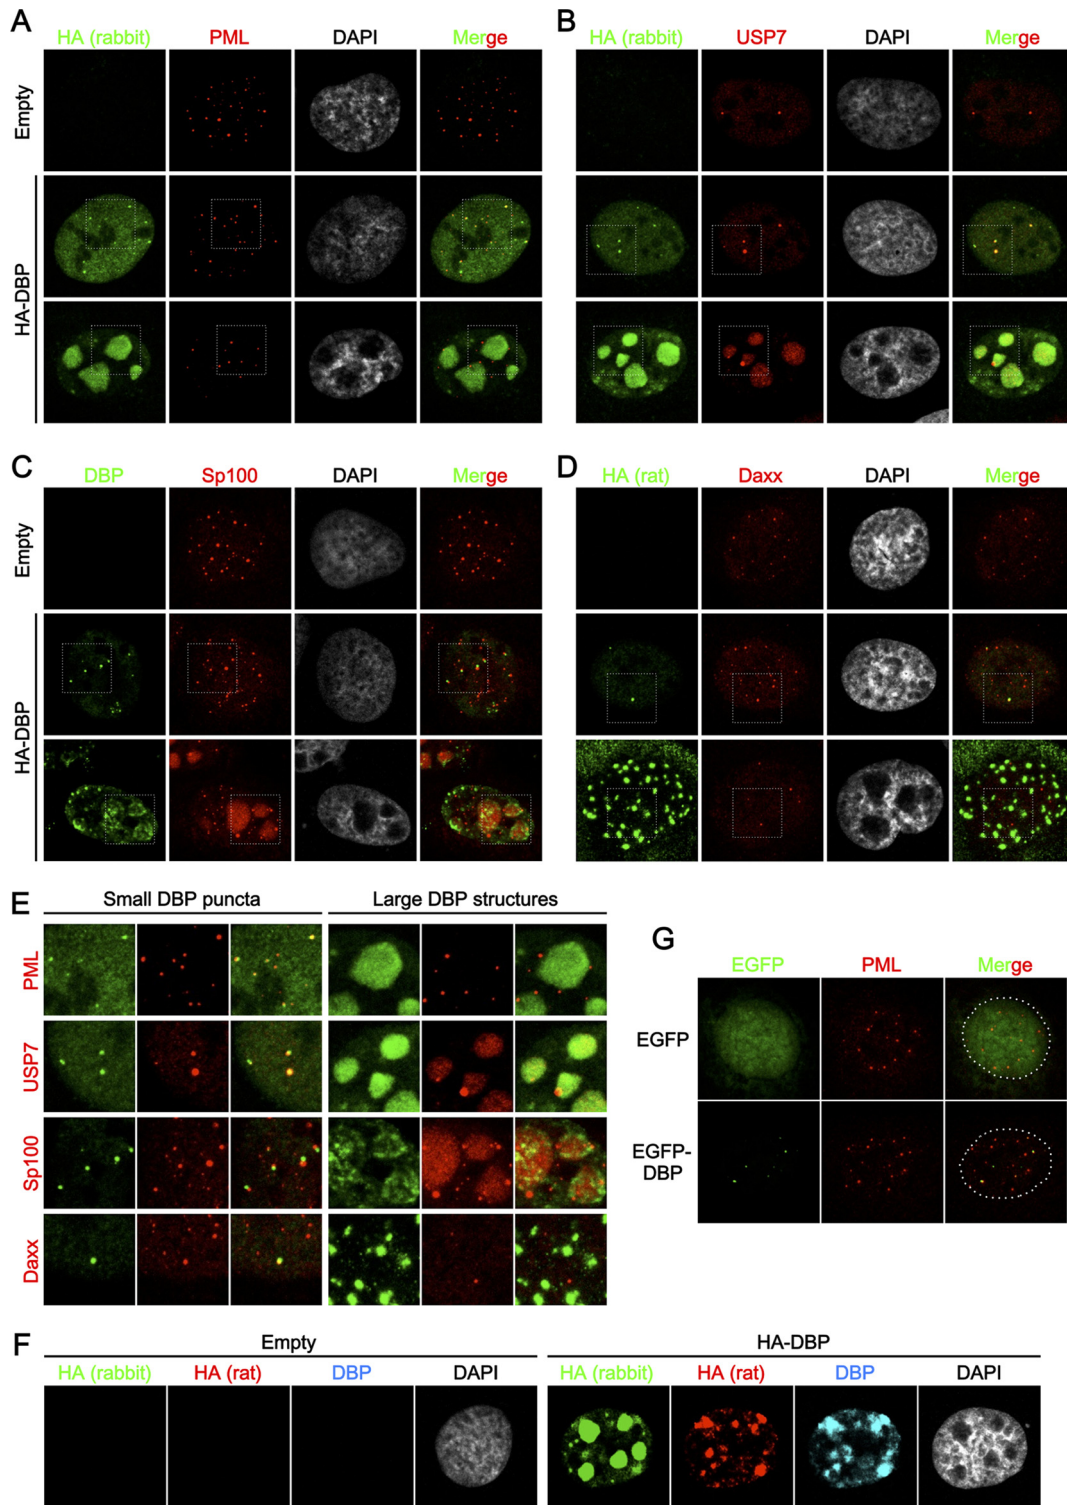 A
HA (rabbit) PML DAPI Merge
Empty
HA-DBP
B
HA (rabbit) USP7 DAPI Merge
C
DBP Sp100 DAPI Merge
Empty
HA-DBP
D
HA (rat) Daxx DAPI Merge
E
Small DBP puncta Large DBP structures
PML
USP7
Sp100
Daxx
G
EGFP PML Merge
EGFP
EGFP-
DBP
F
Empty HA-DBP
HA (rabbit) HA (rat) DBP DAPI HA (rabbit) HA (rat) DBP DAPI